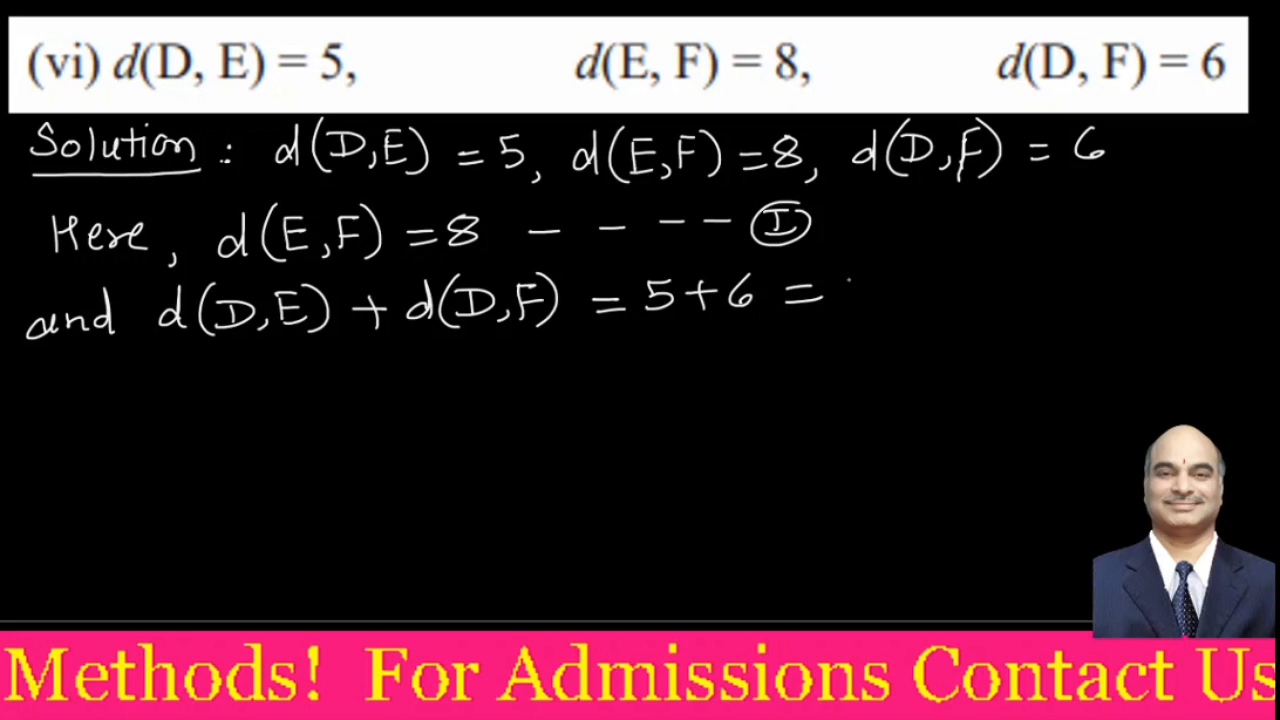 (vi) d(D, E) = 5, d(E, F) = 8, d(D, F) = 6
Solution: d(D,E) = 5, d(E,F) = 8, d(D,F) = 6
Here, d(E,F) = 8 - - - - Ⓘ
and d(D,E) + d(D,F) = 5+6 =
Methods! For Admissions Contact Us